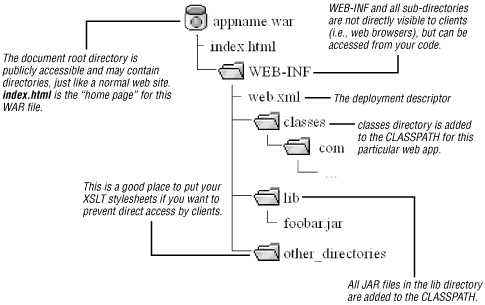 appname.war
WEB-INF and all sub-directories
are not directly visible to clients
(i.e., web browsers), but can be
accessed from your code.
index.html
The document root directory is
publicly accessible and may contain
directories, just like a normal web site.
index.html is the “home page” for this
WAR file.
WEB-INF
web.xml
The deployment descriptor
classes
classes directory is added
to the CLASSPATH for this
particular web app.
com
...
This is a good place to put your
XSLT stylesheets if you want to
prevent direct access by clients.
lib
foobar.jar
other_directories
All JAR files in the lib directory
are added to the CLASSPATH.